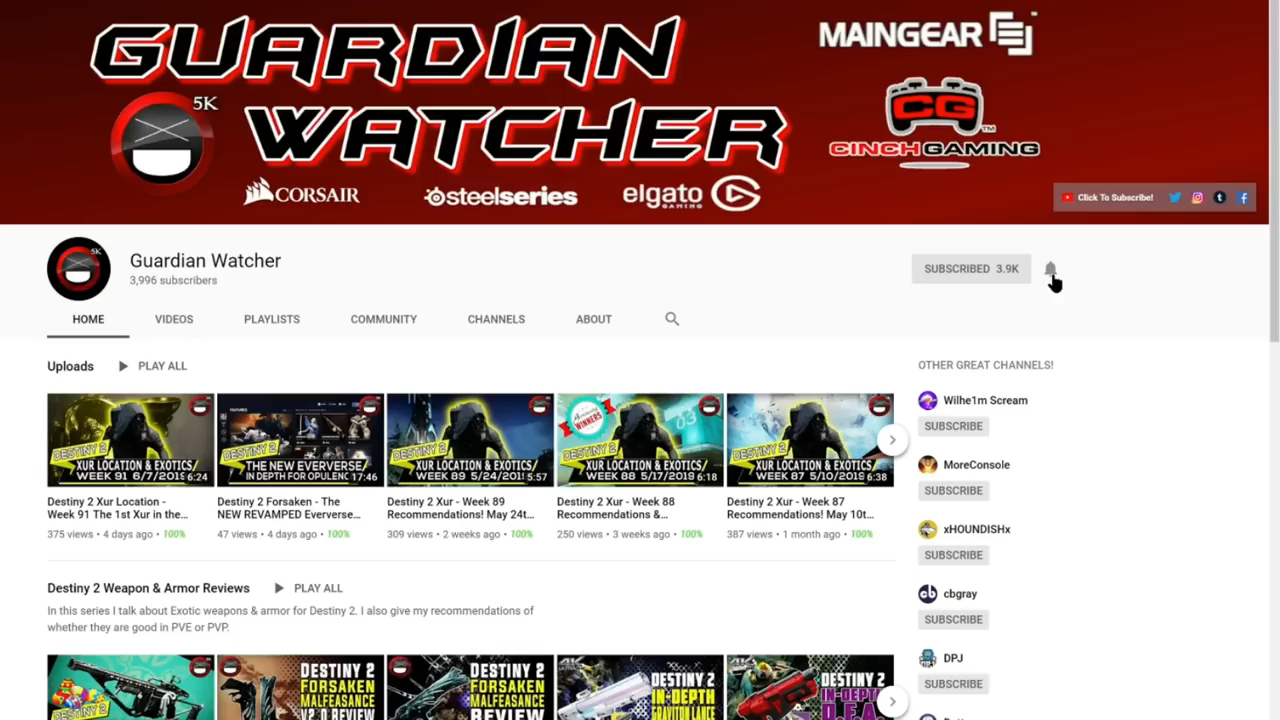 GUARDIAN
WATCHER
5K
MAINGEAR
CG
CINCHGAMING
TM
CORSAIR
steelseries
elgato
GAMING
Click To Subscribe!
Guardian Watcher
3,996 subscribers
SUBSCRIBED 3.9K
HOME VIDEOS PLAYLISTS COMMUNITY CHANNELS ABOUT
Uploads PLAY ALL
DESTINY 2
XUR LOCATION & EXOTICS
WEEK 91 6/7/2019
6:24
DESTINY 2
THE NEW EVERVERSE
IN DEPTH FOR OPULENC
17:46
DESTINY 2
XUR LOCATION & EXOTICS
WEEK 89 5/24/201
5:57
WINNERS
03
DESTINY 2
XUR LOCATION & EXOTICS
WEEK 88 5/17/2019
6:18
DESTINY 2
XUR LOCATION & EXOTICS
WEEK 87 5/10/2019
6:38
Destiny 2 Xur Location -
Week 91 The 1st Xur in the...
375 views • 4 days ago • 100%
Destiny 2 Forsaken - The
NEW REVAMPED Eververse...
47 views • 4 days ago • 100%
Destiny 2 Xur - Week 89
Recommendations! May 24t...
309 views • 2 weeks ago • 100%
Destiny 2 Xur - Week 88
Recommendations &...
250 views • 3 weeks ago • 100%
Destiny 2 Xur - Week 87
Recommendations! May 10t...
387 views • 1 month ago • 100%
Destiny 2 Weapon & Armor Reviews PLAY ALL
In this series I talk about Exotic weapons & armor for Destiny 2. I also give my recommendations of
whether they are good in PVE or PVP.
DESTINY 2
DESTINY 2
FORSAKEN
MALFEASANCE
V2.0 REVIEW
DESTINY 2
FORSAKEN
MALFEASANCE
REVIEW
4K
DESTINY 2
IN-DEPTH
GRAVITON LANCE
DESTINY 2
IN-DEPTH
D.F.A.
OTHER GREAT CHANNELS!
Wilhe1m Scream
SUBSCRIBE
MoreConsole
SUBSCRIBE
xHOUNDISHx
SUBSCRIBE
cbgray
SUBSCRIBE
DPJ
SUBSCRIBE